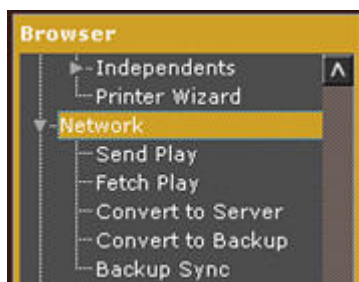 Browser
Independents
Printer Wizard
Network
Send Play
Fetch Play
Convert to Server
Convert to Backup
Backup Sync